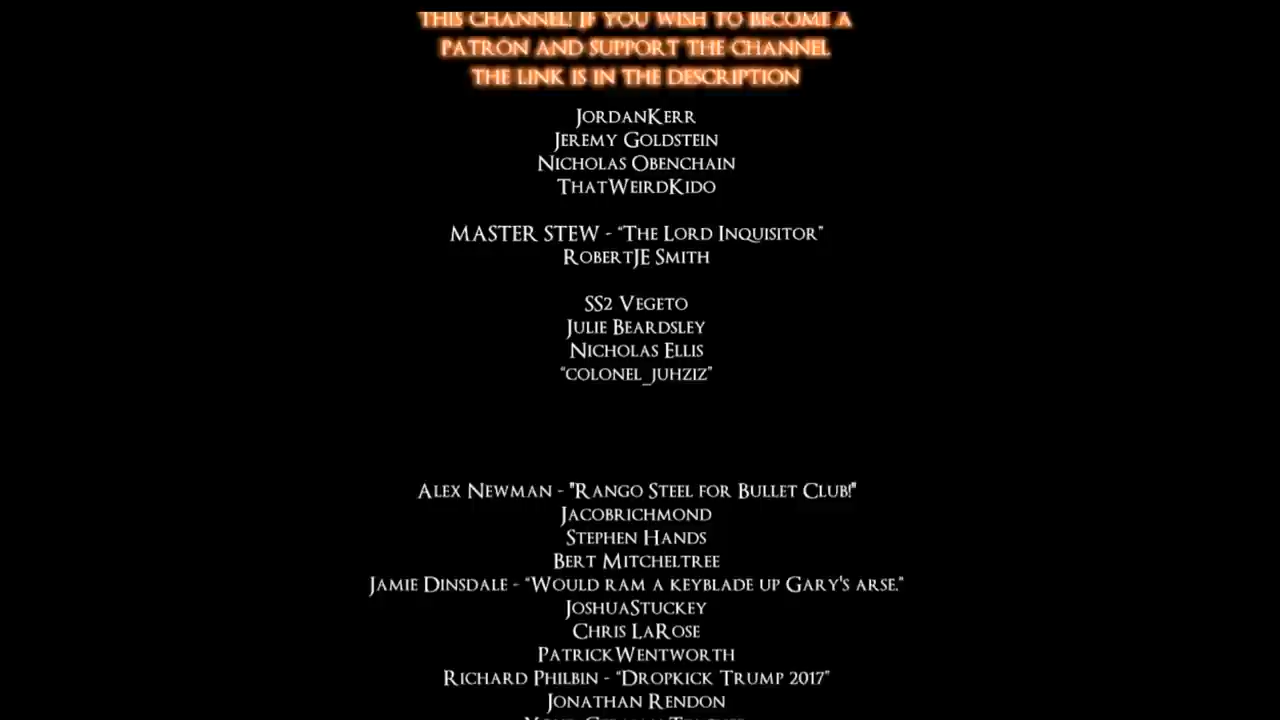 THIS CHANNEL! IF YOU WISH TO BECOME A
PATRON AND SUPPORT THE CHANNEL
THE LINK IS IN THE DESCRIPTION
JORDANKERR
JEREMY GOLDSTEIN
NICHOLAS OBENCHAIN
THATWEIRDKIDO
MASTER STEW - “THE LORD INQUISITOR”
ROBERTJE SMITH
SS2 VEGETO
JULIE BEARDSLEY
NICHOLAS ELLIS
“COLONEL_JUHZIZ”
ALEX NEWMAN - "RANGO STEEL FOR BULLET CLUB!"
JACOBRICHMOND
STEPHEN HANDS
BERT MITCHELTREE
JAMIE DINSDALE - “WOULD RAM A KEYBLADE UP GARY'S ARSE.”
JOSHUASTUCKEY
CHRIS LAROSE
PATRICKWENTWORTH
RICHARD PHILBIN - “DROPKICK TRUMP 2017”
JONATHAN RENDON